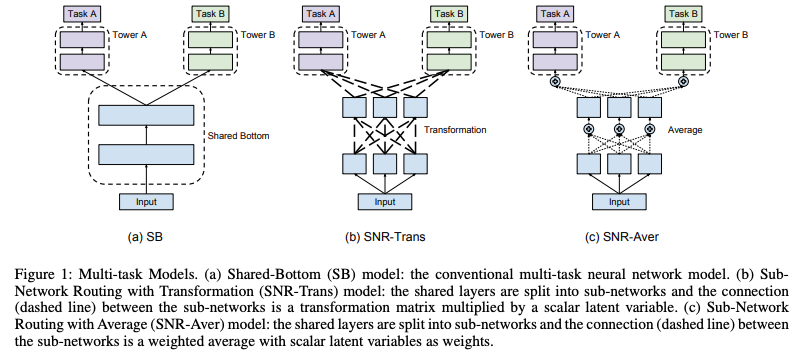 Task A Task B Task A Task B Task A Task B
Tower A Tower B Tower A Tower B Tower A Tower B
Shared Bottom Transformation Average
Input Input Input
(a) SB (b) SNR-Trans (c) SNR-Aver
Figure 1: Multi-task Models. (a) Shared-Bottom (SB) model: the conventional multi-task neural network model. (b) Sub-
Network Routing with Transformation (SNR-Trans) model: the shared layers are split into sub-networks and the connection
(dashed line) between the sub-networks is a transformation matrix multiplied by a scalar latent variable. (c) Sub-Network
Routing with Average (SNR-Aver) model: the shared layers are split into sub-networks and the connection (dashed line) between
the sub-networks is a weighted average with scalar latent variables as weights.